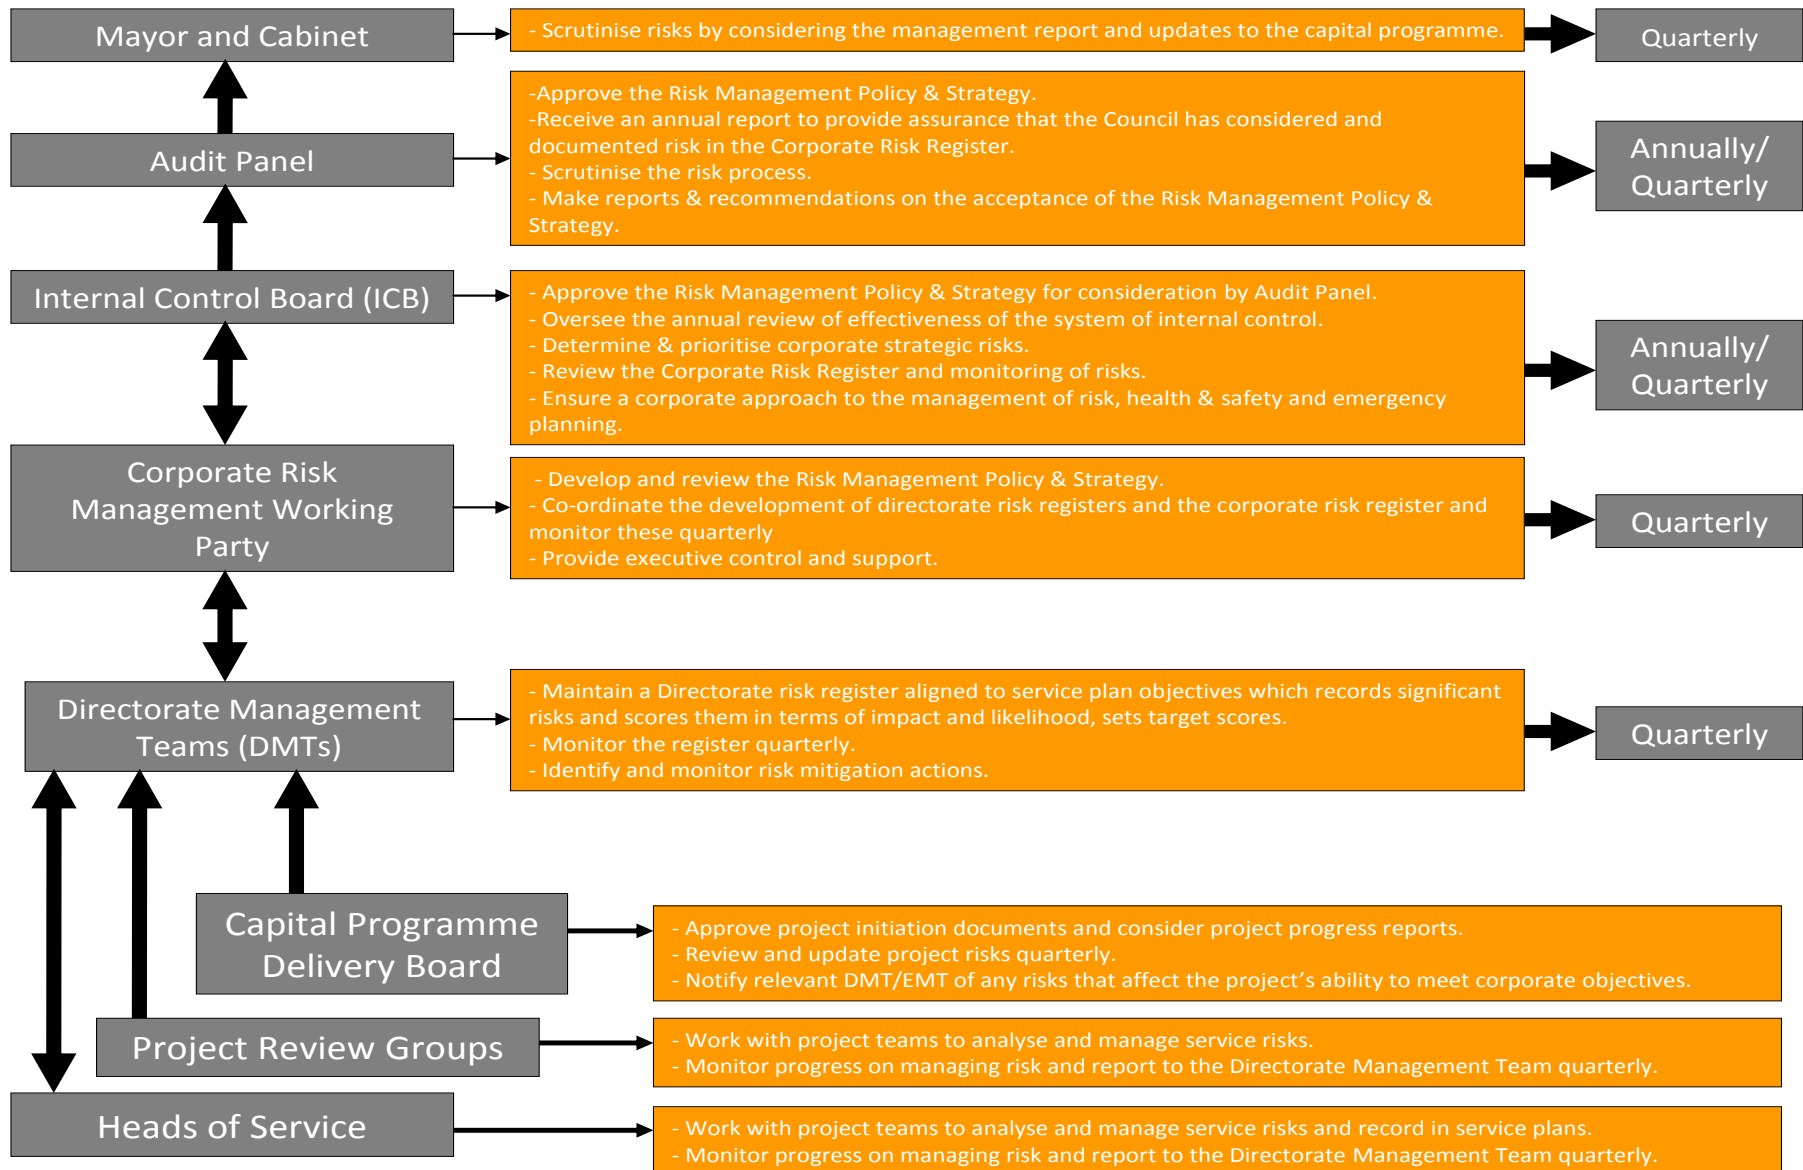 Mayor and Cabinet
- Scrutinise risks by considering the management report and updates to the capital programme.
Quarterly
Audit Panel
-Approve the Risk Management Policy & Strategy.
-Receive an annual report to provide assurance that the Council has considered and
documented risk in the Corporate Risk Register.
- Scrutinise the risk process.
- Make reports & recommendations on the acceptance of the Risk Management Policy &
Strategy.
Annually/
Quarterly
Internal Control Board (ICB)
- Approve the Risk Management Policy & Strategy for consideration by Audit Panel.
- Oversee the annual review of effectiveness of the system of internal control.
- Determine & prioritise corporate strategic risks.
- Review the Corporate Risk Register and monitoring of risks.
- Ensure a corporate approach to the management of risk, health & safety and emergency
planning.
Annually/
Quarterly
Corporate Risk
Management Working
Party
- Develop and review the Risk Management Policy & Strategy.
- Co-ordinate the development of directorate risk registers and the corporate risk register and
monitor these quarterly
- Provide executive control and support.
Quarterly
Directorate Management
Teams (DMTs)
- Maintain a Directorate risk register aligned to service plan objectives which records significant
risks and scores them in terms of impact and likelihood, sets target scores.
- Monitor the register quarterly.
- Identify and monitor risk mitigation actions.
Quarterly
Capital Programme
Delivery Board
- Approve project initiation documents and consider project progress reports.
- Review and update project risks quarterly.
- Notify relevant DMT/EMT of any risks that affect the project’s ability to meet corporate objectives.
Project Review Groups
- Work with project teams to analyse and manage service risks.
- Monitor progress on managing risk and report to the Directorate Management Team quarterly.
Heads of Service
- Work with project teams to analyse and manage service risks and record in service plans.
- Monitor progress on managing risk and report to the Directorate Management Team quarterly.